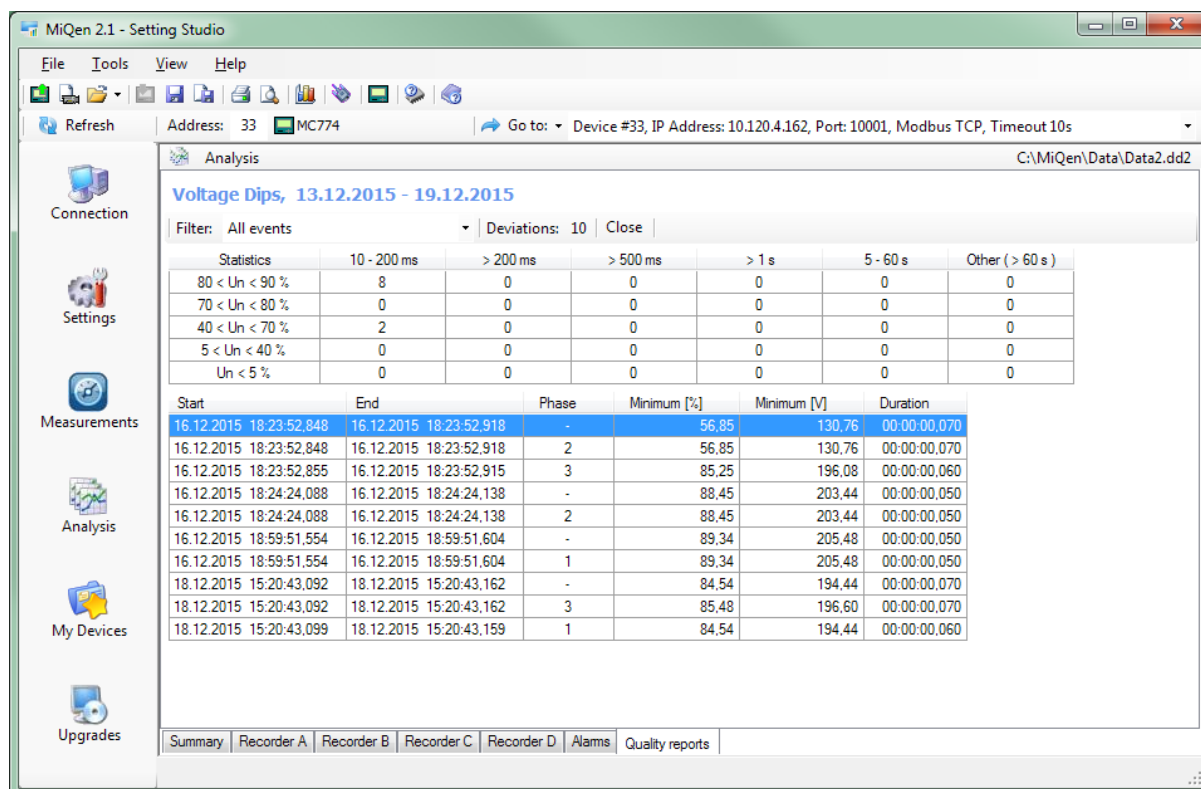 MiQen 2.1 - Setting Studio
File Tools View Help
Refresh Address: 33 MC774 Go to: Device #33, IP Address: 10.120.4.162, Port: 10001, Modbus TCP, Timeout 10s
Analysis C:\MiQen\Data\Data2.dd2
Connection
Settings
Measurements
Analysis
My Devices
Upgrades
Voltage Dips, 13.12.2015 - 19.12.2015
Filter: All events Deviations: 10 Close
Statistics 10 - 200 ms > 200 ms > 500 ms > 1 s 5 - 60 s Other ( > 60 s )
80 < Un < 90 % 8 0 0 0 0 0
70 < Un < 80 % 0 0 0 0 0 0
40 < Un < 70 % 2 0 0 0 0 0
5 < Un < 40 % 0 0 0 0 0 0
Un < 5 % 0 0 0 0 0 0
Start End Phase Minimum [%] Minimum [V] Duration
16.12.2015 18:23:52,848 16.12.2015 18:23:52,918 - 56,85 130,76 00:00:00,070
16.12.2015 18:23:52,848 16.12.2015 18:23:52,918 2 56,85 130,76 00:00:00,070
16.12.2015 18:23:52,855 16.12.2015 18:23:52,915 3 85,25 196,08 00:00:00,060
16.12.2015 18:24:24,088 16.12.2015 18:24:24,138 - 88,45 203,44 00:00:00,050
16.12.2015 18:24:24,088 16.12.2015 18:24:24,138 2 88,45 203,44 00:00:00,050
16.12.2015 18:59:51,554 16.12.2015 18:59:51,604 - 89,34 205,48 00:00:00,050
16.12.2015 18:59:51,554 16.12.2015 18:59:51,604 1 89,34 205,48 00:00:00,050
18.12.2015 15:20:43,092 18.12.2015 15:20:43,162 - 84,54 194,44 00:00:00,070
18.12.2015 15:20:43,092 18.12.2015 15:20:43,162 3 85,48 196,60 00:00:00,070
18.12.2015 15:20:43,099 18.12.2015 15:20:43,159 1 84,54 194,44 00:00:00,060
Summary Recorder A Recorder B Recorder C Recorder D Alarms Quality reports